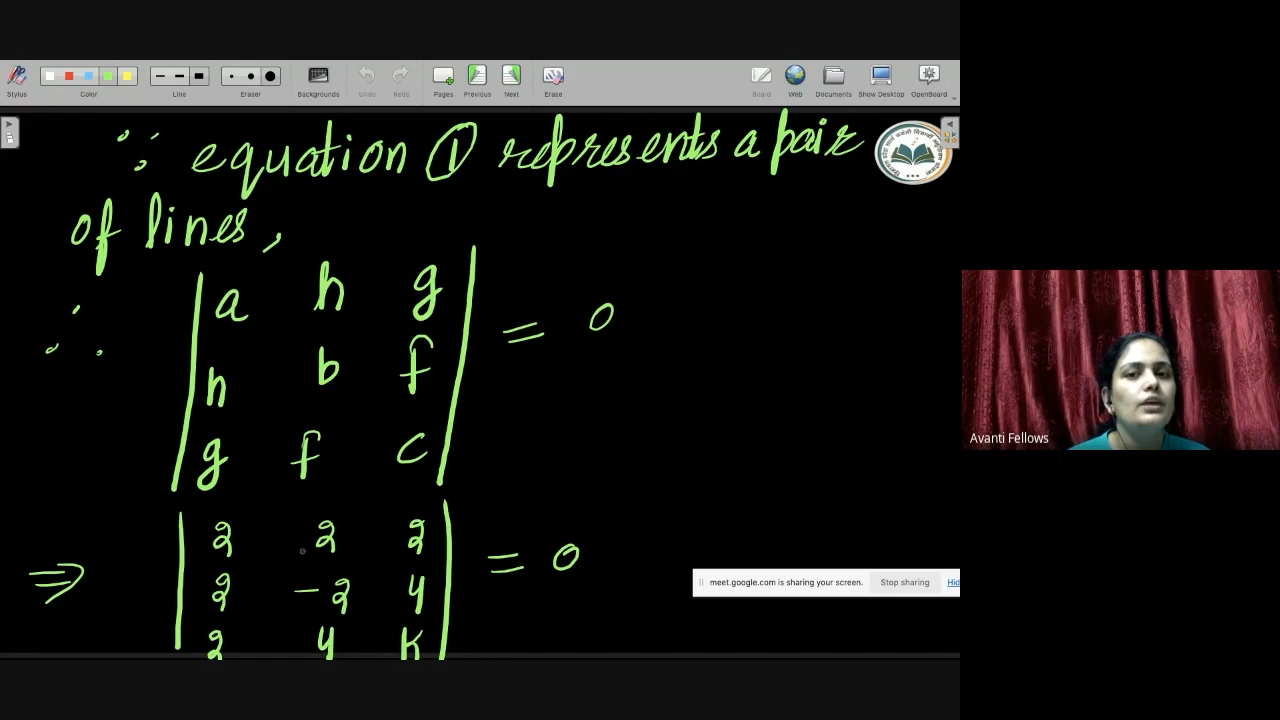 Stylus Color Line Eraser Backgrounds Undo Redo Pages Previous Next Erase Board Web Documents Show Desktop OpenBoard
∵ equation ① represents a pair
of lines,
∴ | a h g | = 0
| h b f |
| g f c |
⇒ | 2 2 2 | = 0
| 2 -2 4 |
| 2 4 k |
Avanti Fellows
meet.google.com is sharing your screen. Stop sharing Hid